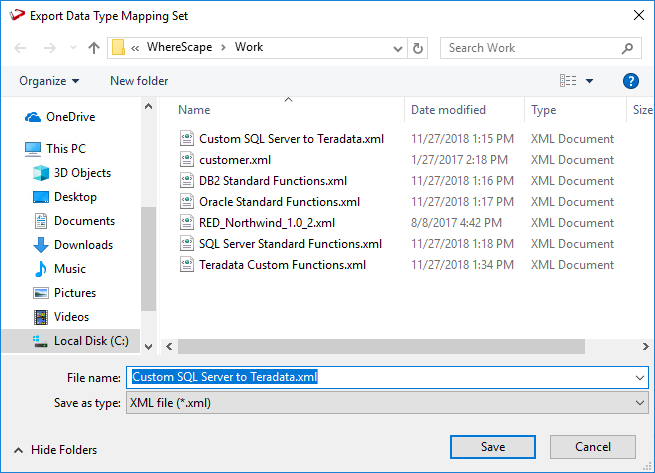 Export Data Type Mapping Set
« WhereScape > Work
Search Work
Organize
New folder
Name Date modified Type Size
OneDrive
This PC
3D Objects
Desktop
Documents
Downloads
Music
Pictures
Videos
Local Disk (C:)
Custom SQL Server to Teradata.xml 11/27/2018 1:15 PM XML Document
customer.xml 1/27/2017 2:18 PM XML Document
DB2 Standard Functions.xml 11/27/2018 1:16 PM XML Document
Oracle Standard Functions.xml 11/27/2018 1:17 PM XML Document
RED_Northwind_1.0_2.xml 8/8/2017 4:42 PM XML Document
SQL Server Standard Functions.xml 11/27/2018 1:18 PM XML Document
Teradata Custom Functions.xml 11/27/2018 1:34 PM XML Document
File name: Custom SQL Server to Teradata.xml
Save as type: XML file (*.xml)
Hide Folders
Save
Cancel